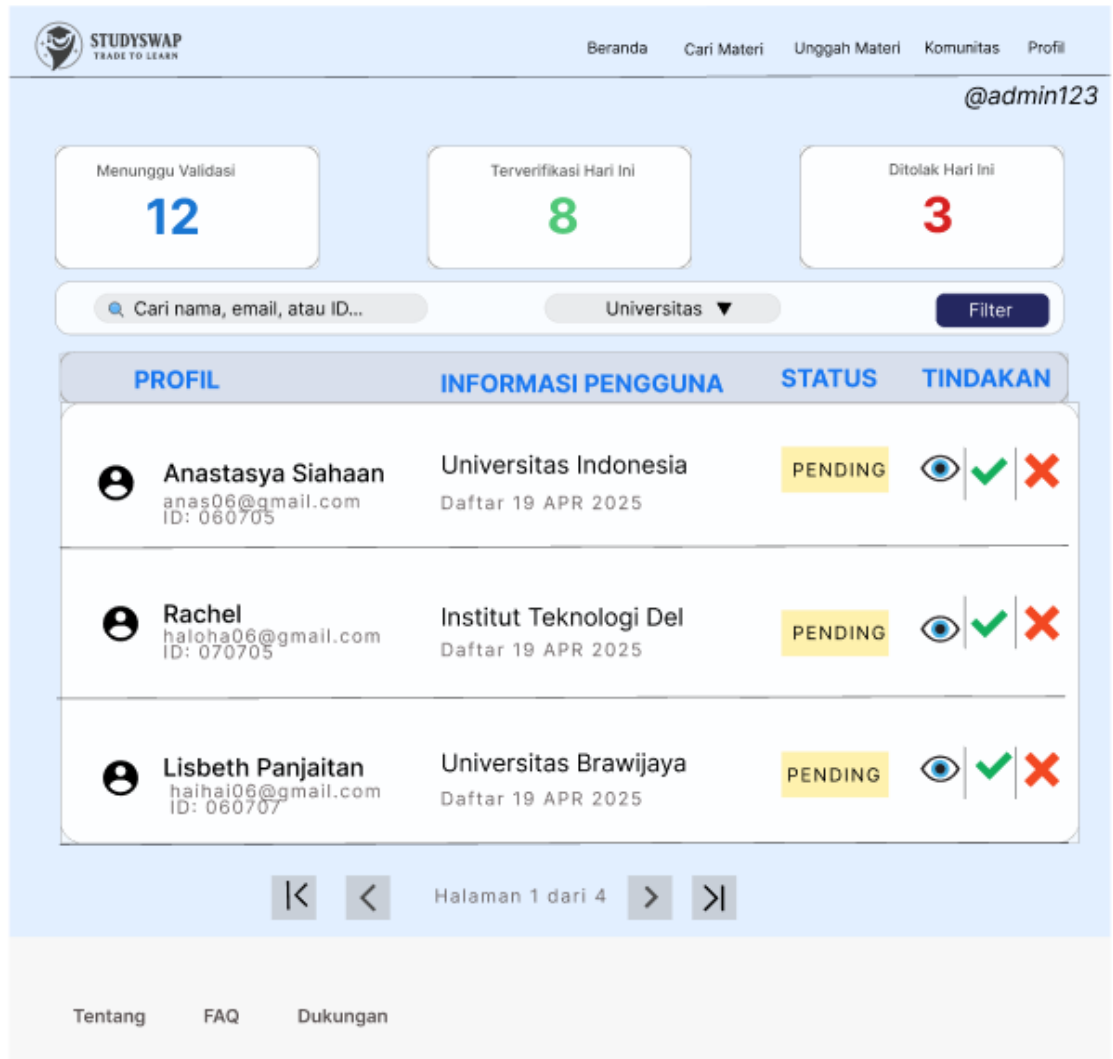 STUDYSWAP
TRADE TO LEARN
Beranda Cari Materi Unggah Materi Komunitas Profil
@admin123
Menunggu Validasi
12
Terverifikasi Hari Ini
8
Ditolak Hari Ini
3
Cari nama, email, atau ID...
Universitas ▼
Filter
PROFIL INFORMASI PENGGUNA STATUS TINDAKAN
Anastasya Siahaan
anas06@gmail.com
ID: 060705
Universitas Indonesia
Daftar 19 APR 2025
PENDING
Rachel
haloha06@gmail.com
ID: 070705
Institut Teknologi Del
Daftar 19 APR 2025
PENDING
Lisbeth Panjaitan
haihai06@gmail.com
ID: 060707
Universitas Brawijaya
Daftar 19 APR 2025
PENDING
Halaman 1 dari 4
Tentang FAQ Dukungan